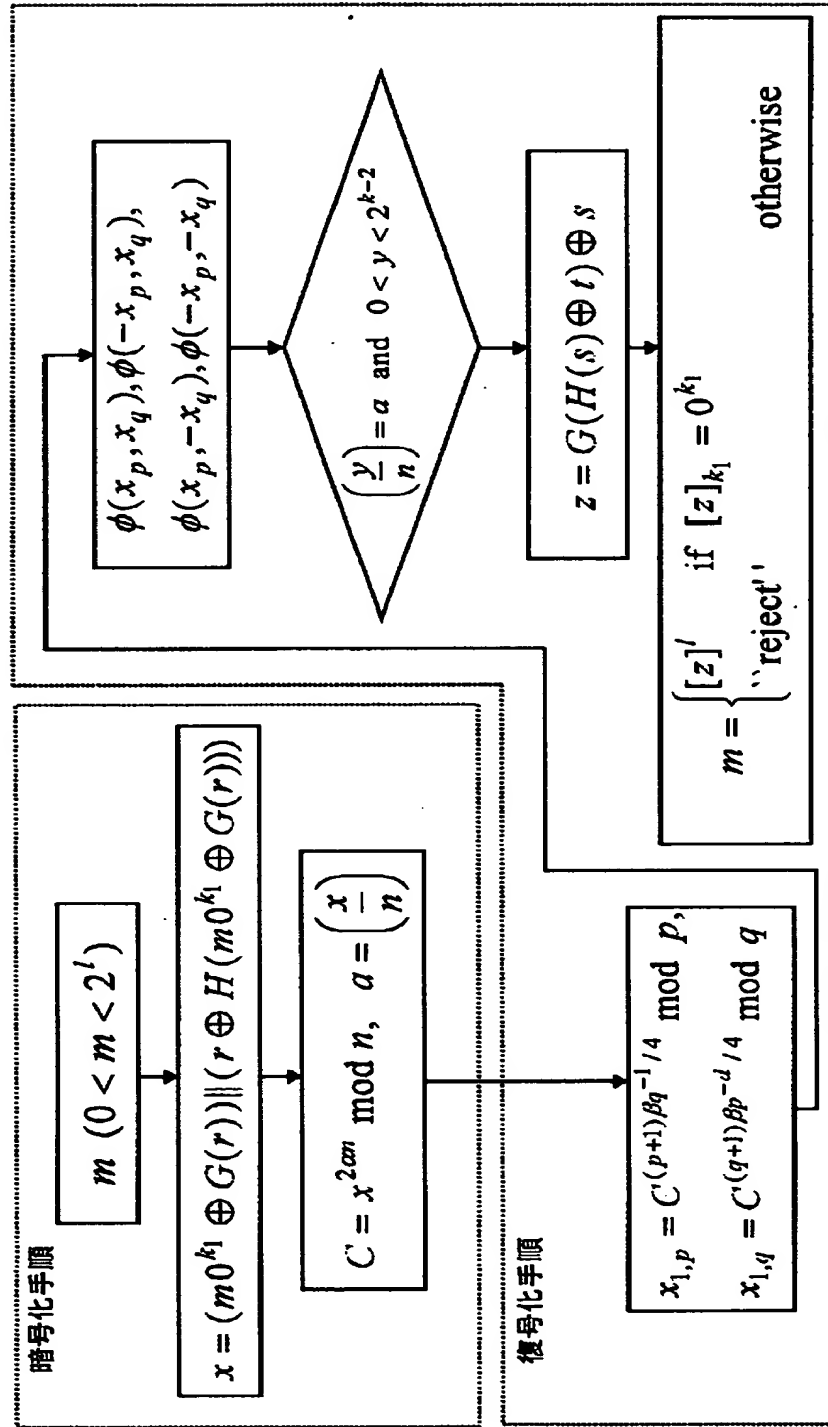 暗号化手順
m (0 < m < 2^l)
x = (m0^{k_1} ⊕ G(r)) || (r ⊕ H(m0^{k_1} ⊕ G(r)))
C = x^{2αn} mod n, a = (x/n)
復号化手順
x_{1,p} = C^{(p+1)βq^{-1}/4} mod p,
x_{1,q} = C^{(q+1)βp^{-d}/4} mod q
ϕ(x_p, x_q), ϕ(-x_p, x_q),
ϕ(x_p, -x_q), ϕ(-x_p, -x_q)
(y/n) = a and 0 < y < 2^{k-2}
z = G(H(s) ⊕ t) ⊕ s
m = { [z]^l if [z]_{k_1} = 0^{k_1}
``reject'' otherwise